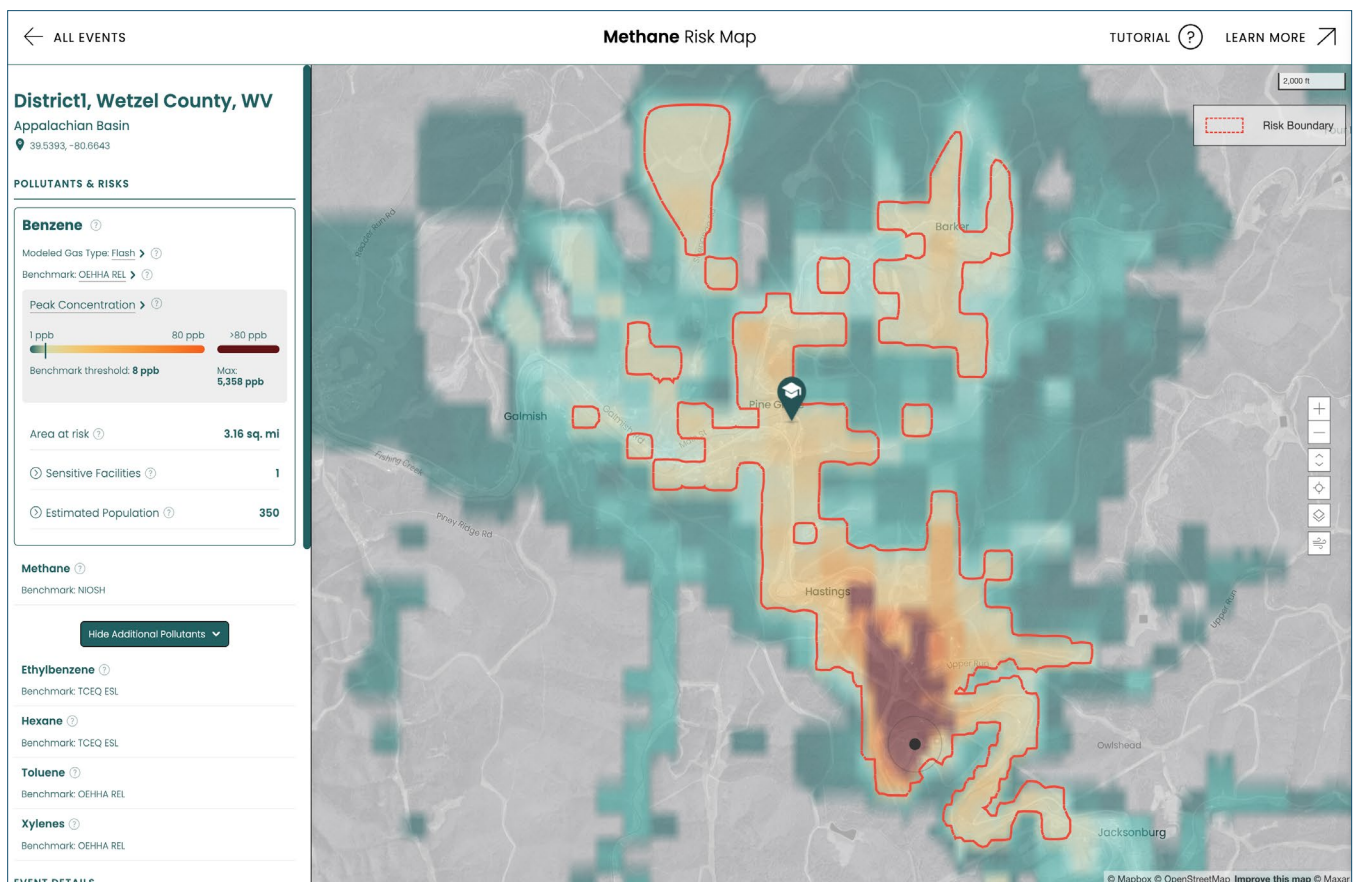 ALL EVENTS
Methane Risk Map
TUTORIAL ?
LEARN MORE
District1, Wetzel County, WV
Appalachian Basin
39.5393, -80.6643
POLLUTANTS & RISKS
Benzene ?
Modeled Gas Type: Flash > ?
Benchmark: OEHHA REL > ?
Peak Concentration > ?
1 ppb 80 ppb >80 ppb
Benchmark threshold: 8 ppb
Max:
5,358 ppb
Area at risk ? 3.16 sq. mi
Sensitive Facilities ? 1
Estimated Population ? 350
Methane ?
Benchmark: NIOSH
Hide Additional Pollutants
Ethylbenzene ?
Benchmark: TCEQ ESL
Hexane ?
Benchmark: TCEQ ESL
Toluene ?
Benchmark: OEHHA REL
Xylenes ?
Benchmark: OEHHA REL
EVENT DETAILS
2,000 ft
Risk Boundary
Barker
Galmish
Pine
Fishing Creek
Piney Ridge Rd
Hastings
Upper Run
Upper Run
Owlshead
Jacksonburg
© Mapbox © OpenStreetMap Improve this map © Maxar